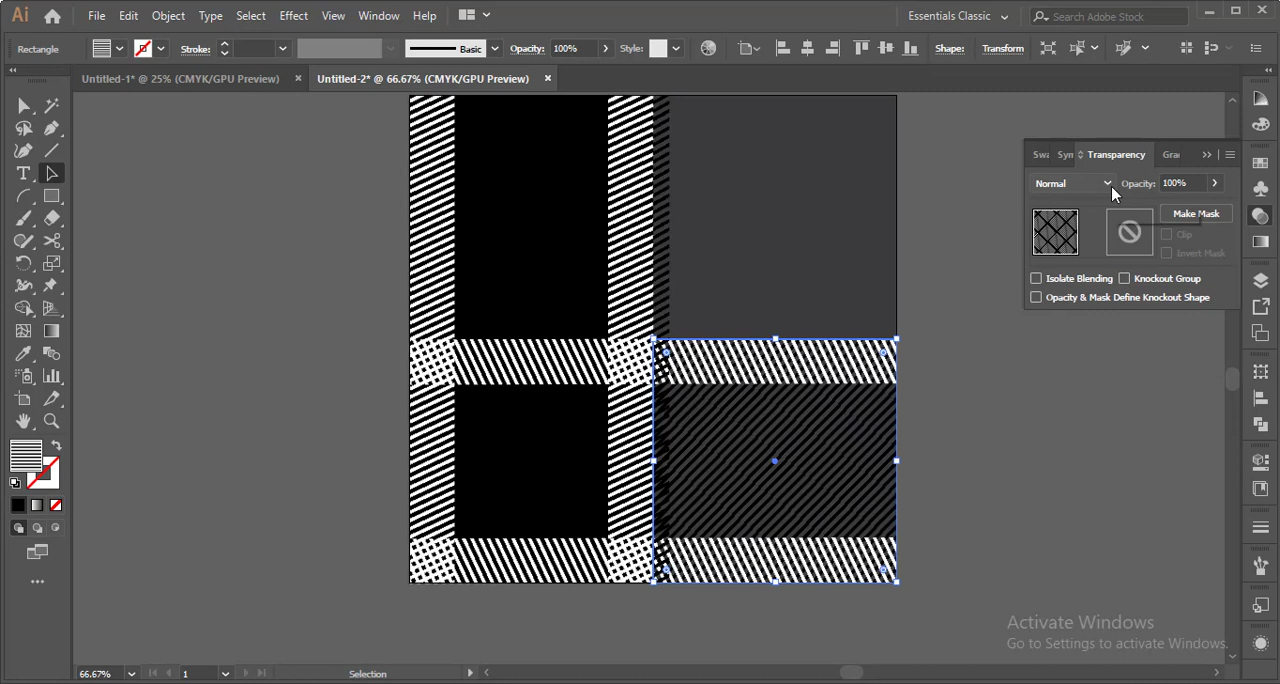 Ai File Edit Object Type Select Effect View Window Help Essentials Classic Search Adobe Stock
Rectangle Stroke: Basic Opacity: 100% Style: Shape: Transform
Untitled-1* @ 25% (CMYK/GPU Preview) × Untitled-2* @ 66.67% (CMYK/GPU Preview) ×
Swa Syn Transparency Grad
Normal Opacity: 100%
Make Mask
Clip
Invert Mask
Isolate Blending Knockout Group
Opacity & Mask Define Knockout Shape
Activate Windows
Go to Settings to activate Windows.
66.67% 1 Selection